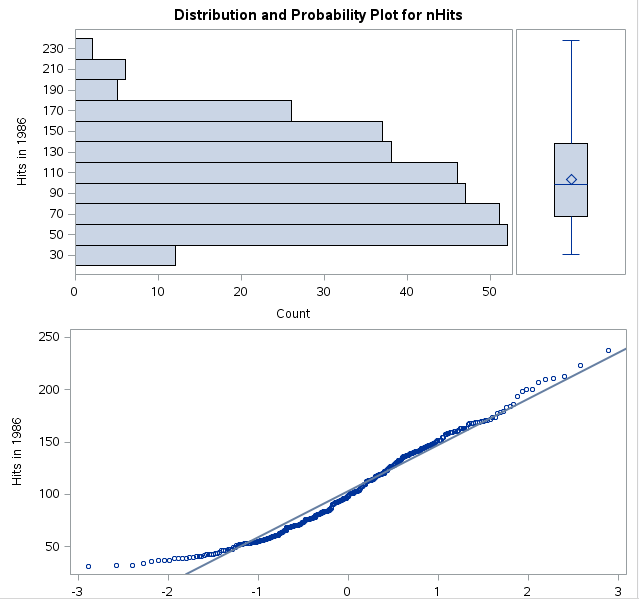 Distribution and Probability Plot for nHits
Hits in 1986
230
210
190
170
150
130
110
90
70
50
30
0 10 20 30 40 50
Count
Hits in 1986
250
200
150
100
50
-3 -2 -1 0 1 2 3